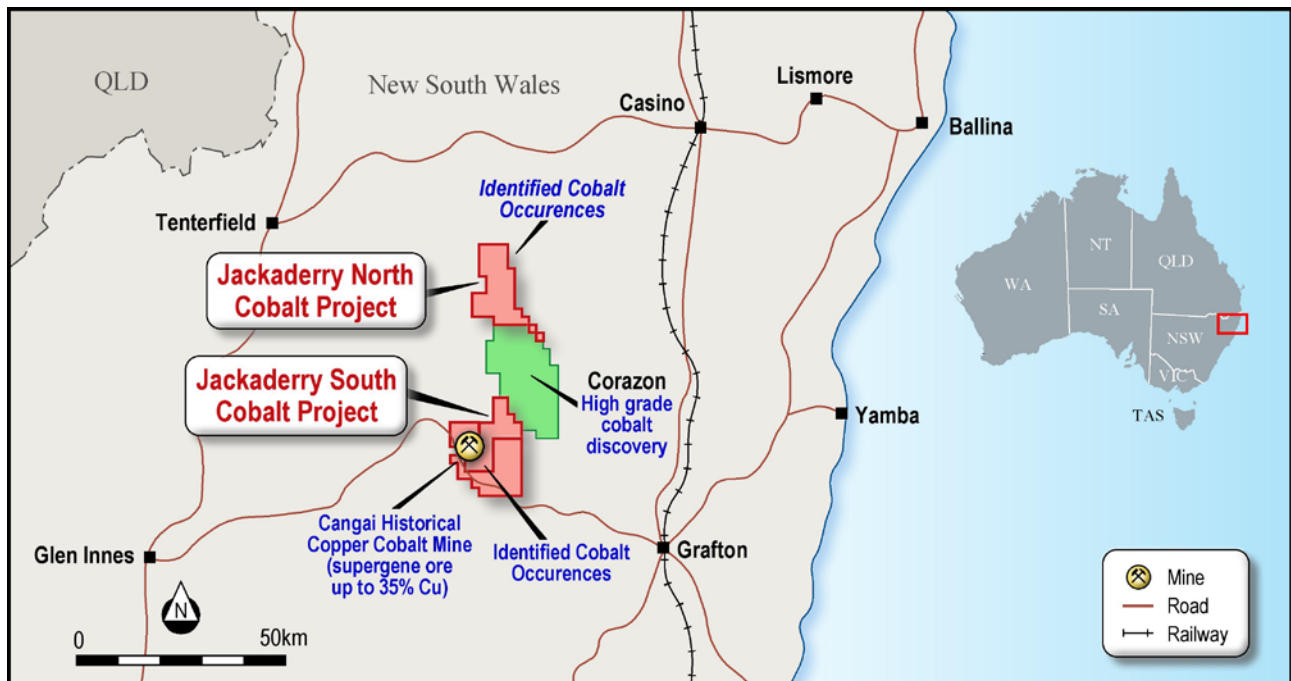 QLD
New South Wales
Lismore
Casino
Ballina
Identified Cobalt
Occurences
Tenterfield
Jackaderry North
Cobalt Project
NT
QLD
WA
SA
NSW
VIC
TAS
Jackaderry South
Cobalt Project
Corazon
High grade
cobalt
discovery
Yamba
Cangai Historical
Copper Cobalt Mine
(supergene ore
up to 35% Cu)
Identified Cobalt
Occurences
Grafton
Glen Innes
N
0
50km
Mine
Road
Railway